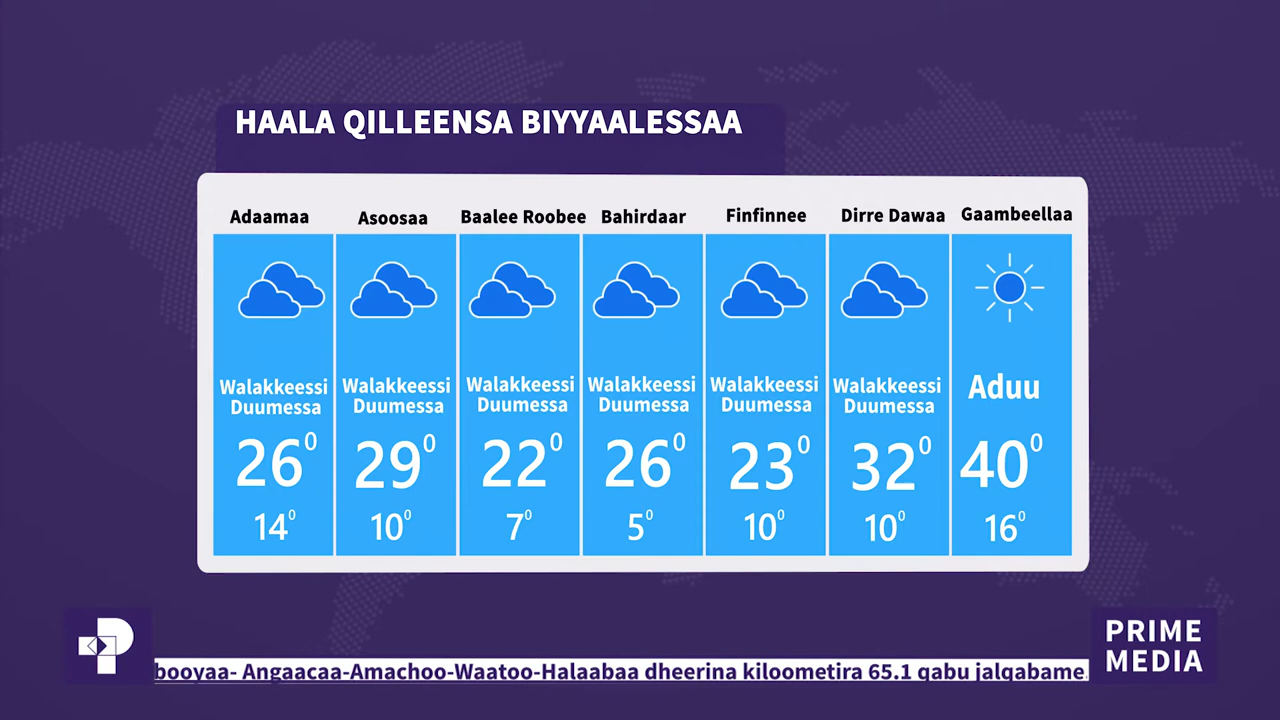 HAALA QILLEENSA BIYYAALESSAA
Adaamaa Asoosaa Baalee Roobee Bahirdaar Finfinnee Dirre Dawaa Gaambeellaa
Walakkeessi Walakkeessi Walakkeessi Walakkeessi Walakkeessi Walakkeessi Aduu
Duumessa Duumessa Duumessa Duumessa Duumessa Duumessa
26⁰ 29⁰ 22⁰ 26⁰ 23⁰ 32⁰ 40⁰
14⁰ 10⁰ 7⁰ 5⁰ 10⁰ 10⁰ 16⁰
PRIME
MEDIA
booyaa- Angaacaa-Amachoo-Waatoo-Halaabaa dheerina kiloometira 65.1 qabu jalqabame